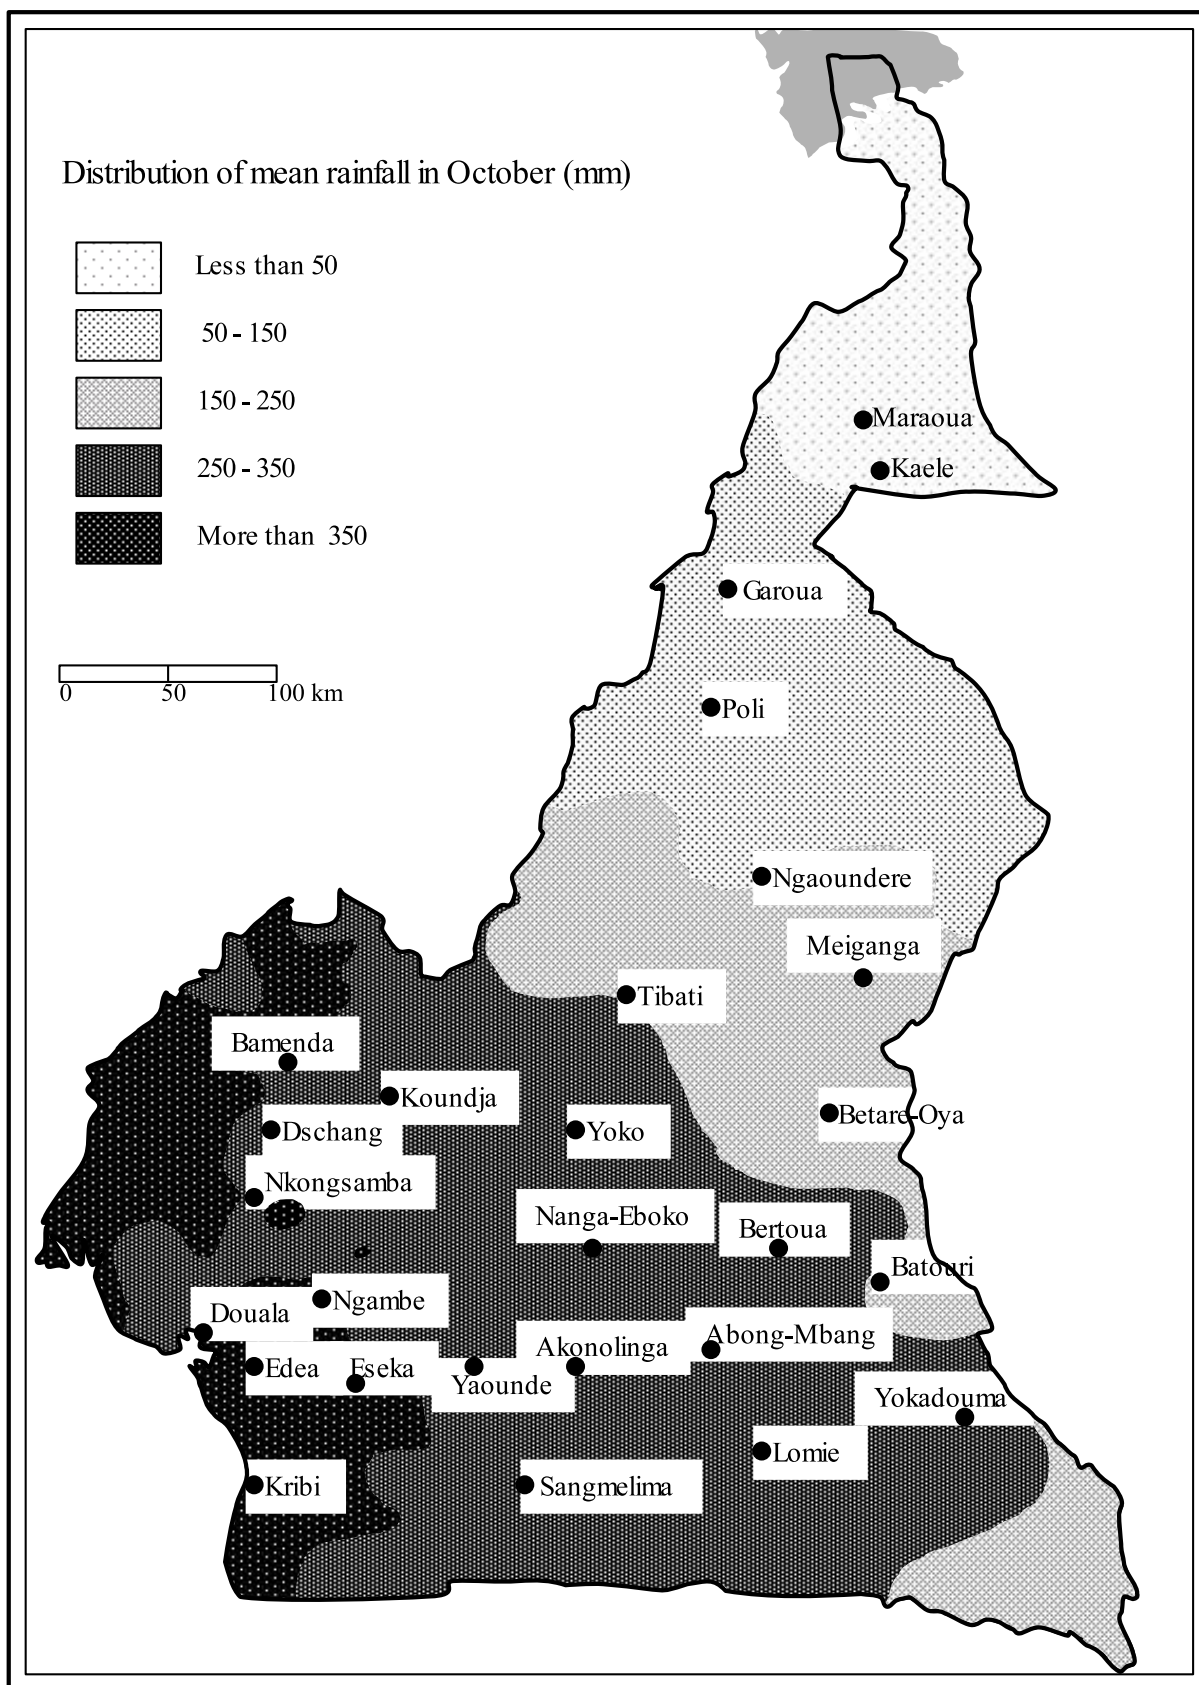 Distribution of mean rainfall in October (mm)
Less than 50
50 - 150
150 - 250
250 - 350
More than 350
0 50 100 km
Maraoua
Kaele
Garoua
Poli
Ngaoundere
Meiganga
Tibati
Bamenda
Koundja
Betare-Oya
Dschang
Yoko
Nkongsamba
Nanga-Eboko
Bertoua
Batouri
Ngambe
Douala
Abong-Mbang
Akonolinga
Edea
Eseka
Yaounde
Yokadouma
Lomie
Kribi
Sangmelima